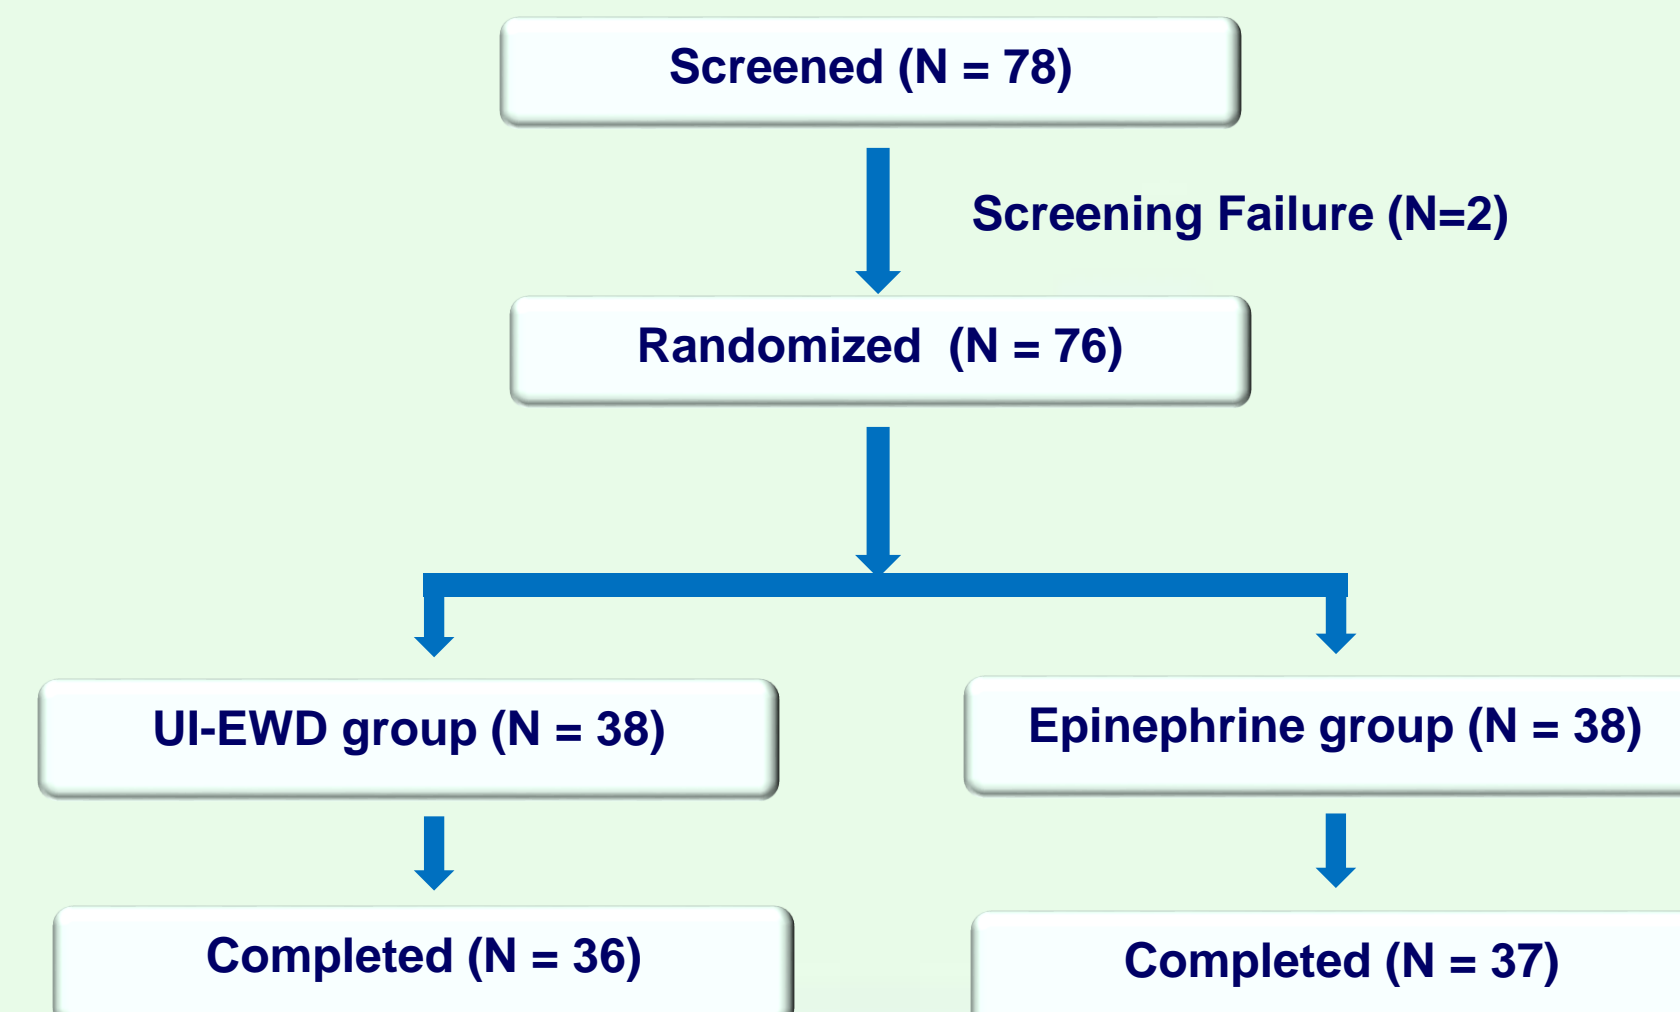 Screened (N = 78)
Screening Failure (N=2)
Randomized  (N = 76)
UI-EWD group (N = 38)
Epinephrine group (N = 38)
Completed (N = 36)
Completed (N = 37)